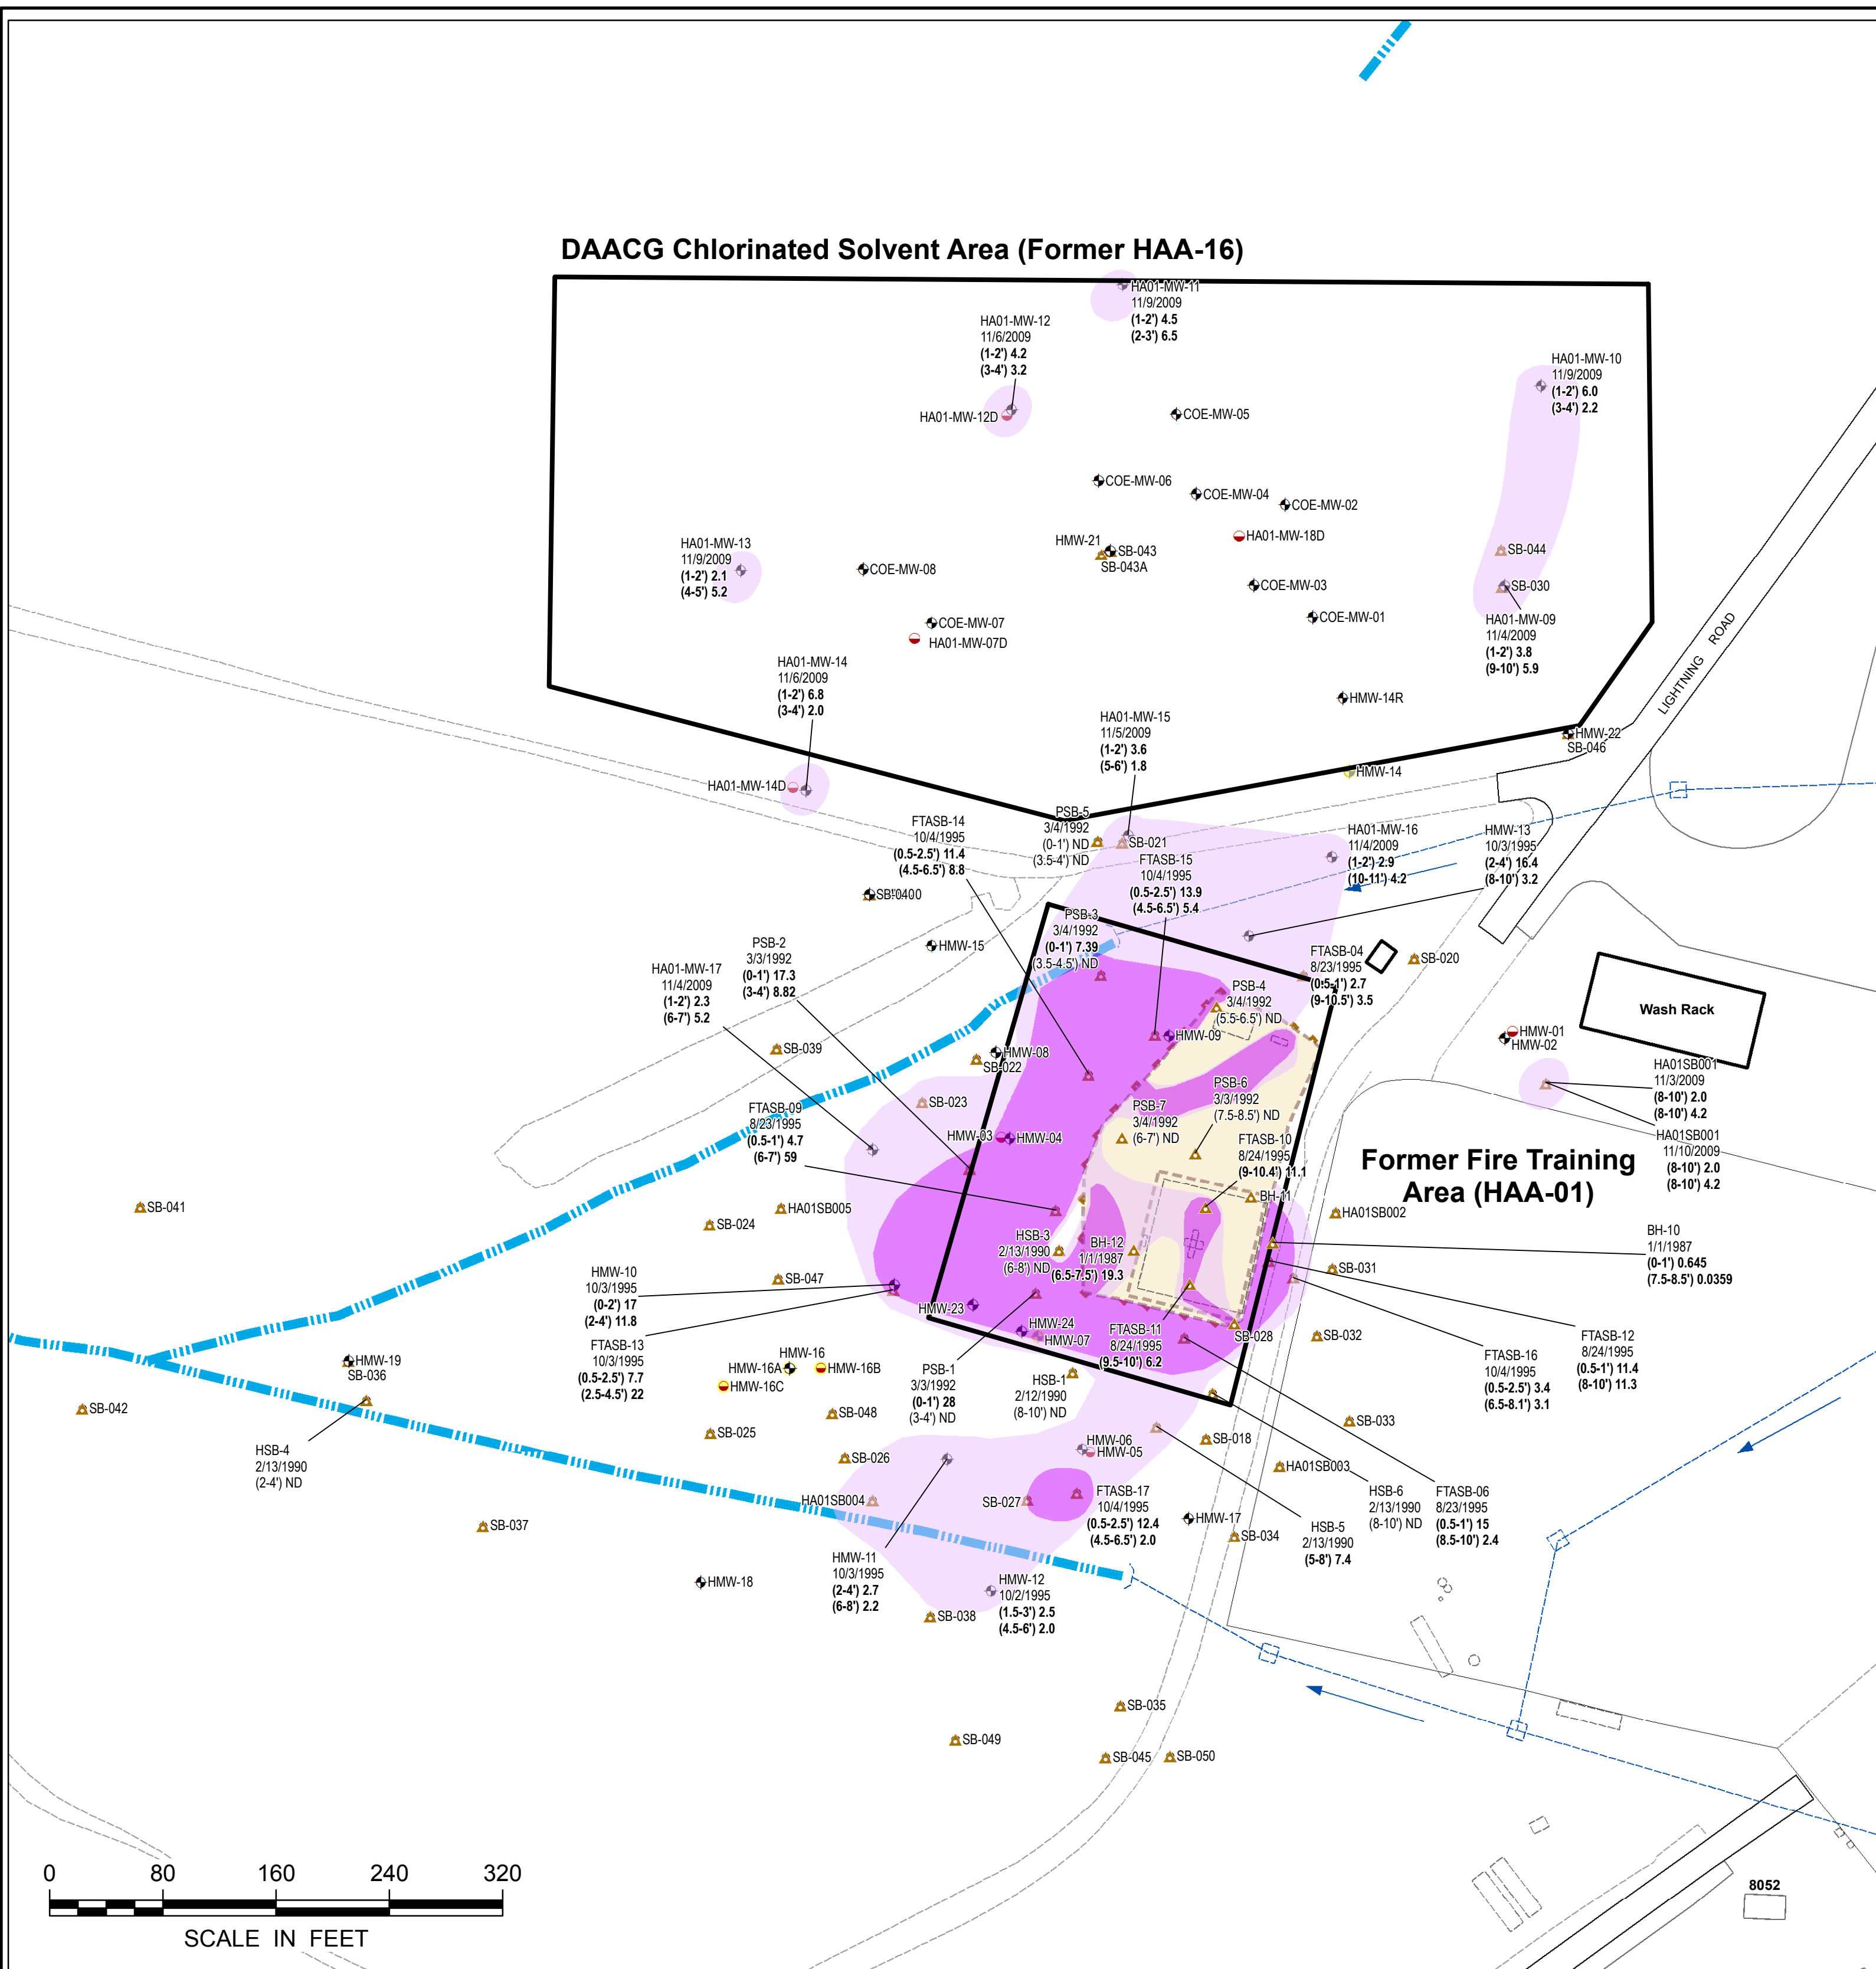 DAACG Chlorinated Solvent Area (Former HAA-16)
HA01-MW-11
11/9/2009
(1-2') 4.5
(2-3') 6.5
HA01-MW-12
11/6/2009
(1-2') 4.2
(3-4') 3.2
HA01-MW-10
11/9/2009
(1-2') 6.0
(3-4') 2.2
HA01-MW-12D
COE-MW-05
COE-MW-06
COE-MW-04
COE-MW-02
HA01-MW-18D
HMW-21
SB-043
SB-043A
SB-044
HA01-MW-13
11/9/2009
(1-2') 2.1
(4-5') 5.2
COE-MW-08
COE-MW-03
SB-030
COE-MW-07
HA01-MW-07D
COE-MW-01
HA01-MW-09
11/4/2009
(1-2') 3.8
(9-10') 5.9
LIGHTNING ROAD
HA01-MW-14
11/6/2009
(1-2') 6.8
(3-4') 2.0
HMW-14R
HA01-MW-15
11/5/2009
(1-2') 3.6
(5-6') 1.8
HMW-22
SB-046
HMW-14
HA01-MW-14D
PSB-5
3/4/1992
(0-1') ND
(3.5-4') ND
SB-021
FTASB-14
10/4/1995
(0.5-2.5') 11.4
(4.5-6.5') 8.8
FTASB-15
10/4/1995
(0.5-2.5') 13.9
(4.5-6.5') 5.4
HA01-MW-16
11/4/2009
(1-2') 2.9
(10-11') 4.2
HMW-13
10/3/1995
(2-4') 16.4
(8-10') 3.2
HMW-15
PSB-3
3/4/1992
(0-1') 7.39
(3.5-4.5') ND
PSB-2
3/3/1992
(0-1') 17.3
(3-4') 8.82
HA01-MW-17
11/4/2009
(1-2') 2.3
(6-7') 5.2
FTASB-04
8/23/1995
(0.5-1') 2.7
(9-10.5') 3.5
SB-020
PSB-4
3/4/1992
(5.5-6.5') ND
Wash Rack
HMW-09
HMW-01
HMW-02
SB-039
HMW-08
SB-022
HA01SB001
11/3/2009
(8-10') 2.0
(8-10') 4.2
PSB-6
3/3/1992
(7.5-8.5') ND
SB-023
PSB-7
3/4/1992
(6-7') ND
FTASB-09
8/23/1995
(0.5-1') 4.7
(6-7') 59
HMW-03
HMW-04
FTASB-10
8/24/1995
(9-10.4') 11.1
HA01SB001
11/10/2009
(8-10') 2.0
(8-10') 4.2
Former Fire Training
Area (HAA-01)
SB-041
HA01SB005
SB-024
BH-11
HA01SB002
BH-10
1/1/1987
(0-1') 0.645
(7.5-8.5') 0.0359
HSB-3
2/13/1990
(6-8') ND
BH-12
1/1/1987
(6.5-7.5') 19.3
SB-031
HMW-10
10/3/1995
(0-2') 17
(2-4') 11.8
SB-047
HMW-23
HMW-24
HMW-07
FTASB-11
8/24/1995
(9.5-10') 6.2
SB-028
SB-032
FTASB-12
8/24/1995
(0.5-1') 11.4
(8-10') 11.3
FTASB-13
10/3/1995
(0.5-2.5') 7.7
(2.5-4.5') 22
FTASB-16
10/4/1995
(0.5-2.5') 3.4
(6.5-8.1') 3.1
HMW-16
HMW-16A
HMW-16B
HMW-16C
HMW-19
SB-036
PSB-1
3/3/1992
(0-1') 28
(3-4') ND
HSB-1
2/12/1990
(8-10') ND
SB-042
SB-048
SB-025
SB-033
HSB-4
2/13/1990
(2-4') ND
SB-026
HMW-06
HMW-05
SB-018
HA01SB003
HA01SB004
SB-027
FTASB-17
10/4/1995
(0.5-2.5') 12.4
(4.5-6.5') 2.0
HSB-6
2/13/1990
(8-10') ND
FTASB-06
8/23/1995
(0.5-1') 15
(8.5-10') 2.4
SB-037
HMW-17
SB-034
HSB-5
2/13/1990
(5-8') 7.4
HMW-11
10/3/1995
(2-4') 2.7
(6-8') 2.2
HMW-18
HMW-12
10/2/1995
(1.5-3') 2.5
(4.5-6') 2.0
SB-038
SB-035
SB-049
SB-045
SB-050
0 80 160 240 320
SCALE IN FEET
8052